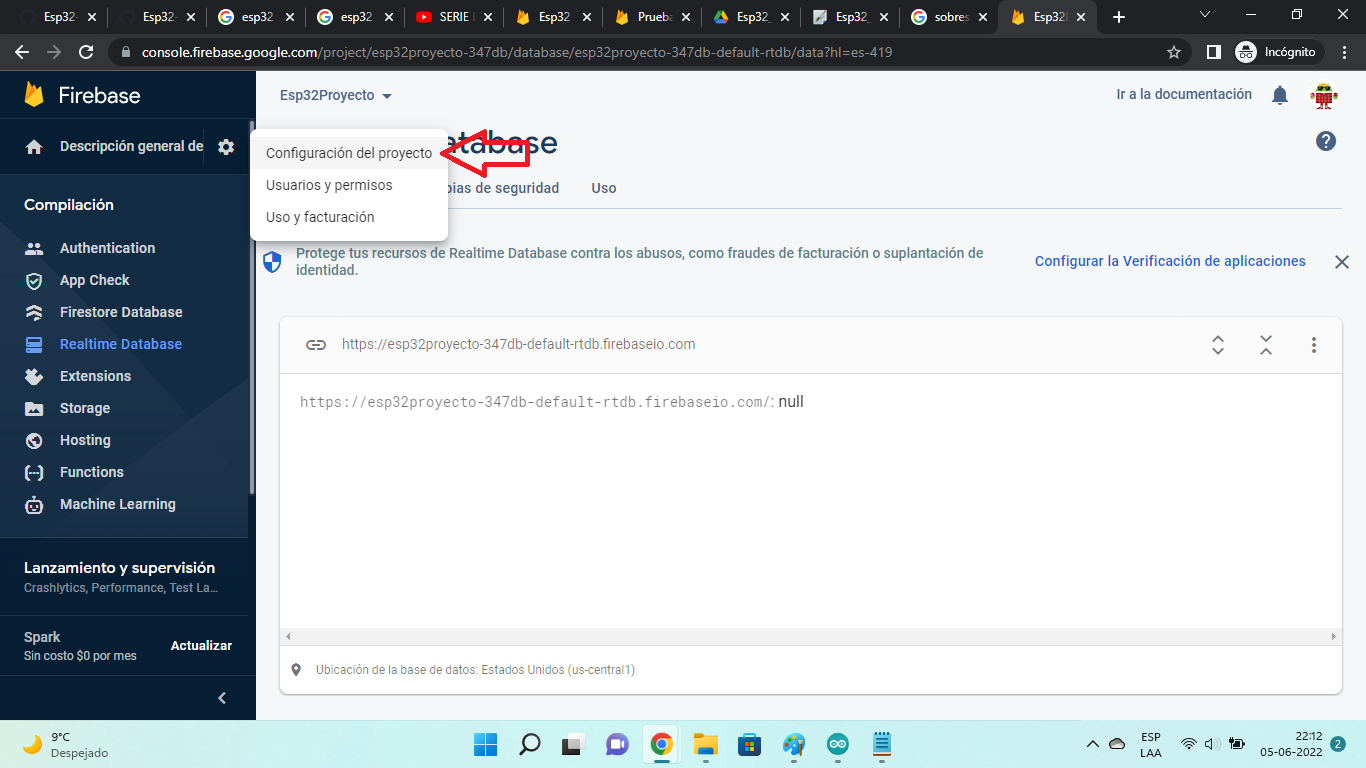 Esp32-
Esp32-
esp32
esp32
SERIE
Esp32
Prueba
Esp32_
Esp32_
sobres
Esp32
console.firebase.google.com/project/esp32proyecto-347db/database/esp32proyecto-347db-default-rtdb/data?hl=es-419
Incógnito
Firebase
Esp32Proyecto
Ir a la documentación
Descripción general de
Configuración del proyecto
Usuarios y permisos
Uso y facturación
atabase
pias de seguridad
Uso
Compilación
Authentication
App Check
Firestore Database
Realtime Database
Extensions
Storage
Hosting
Functions
Machine Learning
Lanzamiento y supervisión
Crashlytics, Performance, Test La...
Spark
Sin costo $0 por mes
Actualizar
Protege tus recursos de Realtime Database contra los abusos, como fraudes de facturación o suplantación de
identidad.
Configurar la Verificación de aplicaciones
https://esp32proyecto-347db-default-rtdb.firebaseio.com
https://esp32proyecto-347db-default-rtdb.firebaseio.com/: null
Ubicación de la base de datos: Estados Unidos (us-central1)
9°C
Despejado
ESP
LAA
22:12
05-06-2022
2